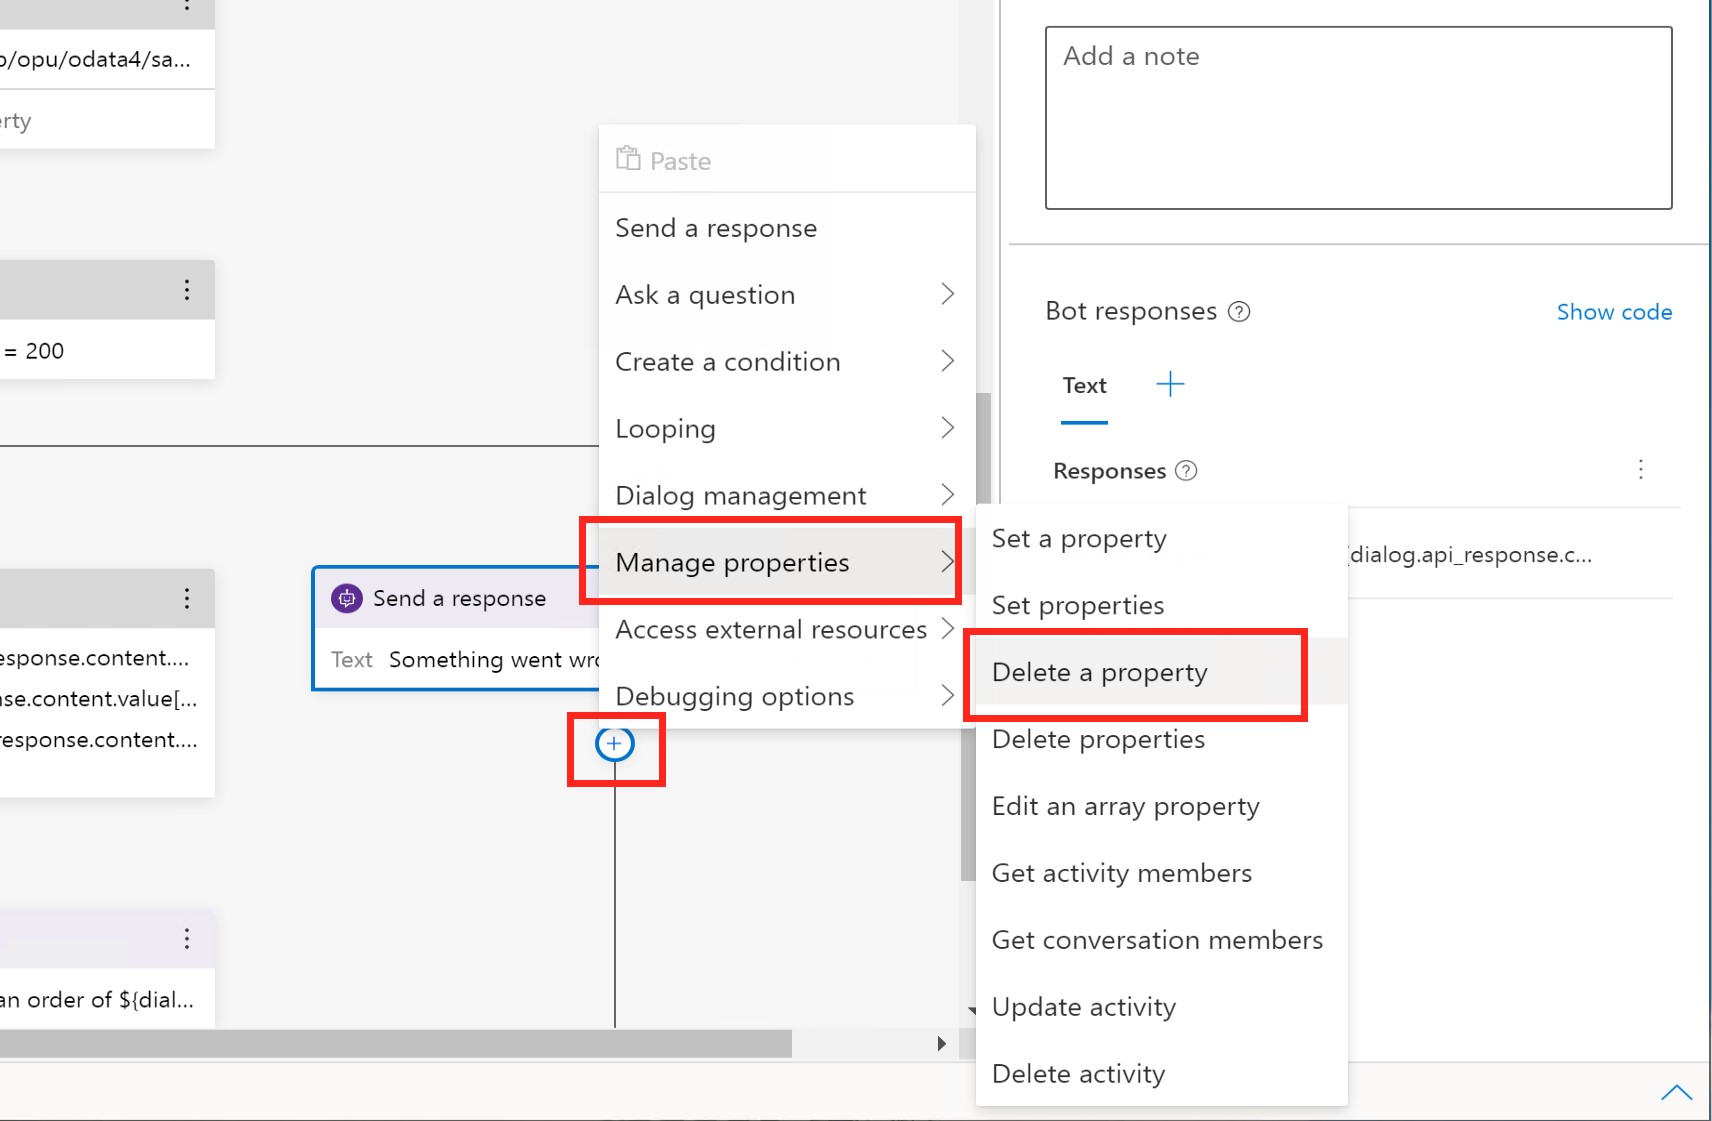 o/opu/odata4/sa...
erty
= 200
esponse.content....
se.content.value[...
response.content....
an order of ${dial...
Send a response
Text Something went wro
Paste
Send a response
Ask a question
Create a condition
Looping
Dialog management
Manage properties
Access external resources
Debugging options
Set a property
Set properties
Delete a property
Delete properties
Edit an array property
Get activity members
Get conversation members
Update activity
Delete activity
Add a note
Bot responses
Show code
Text
Responses
{dialog.api_response.c...